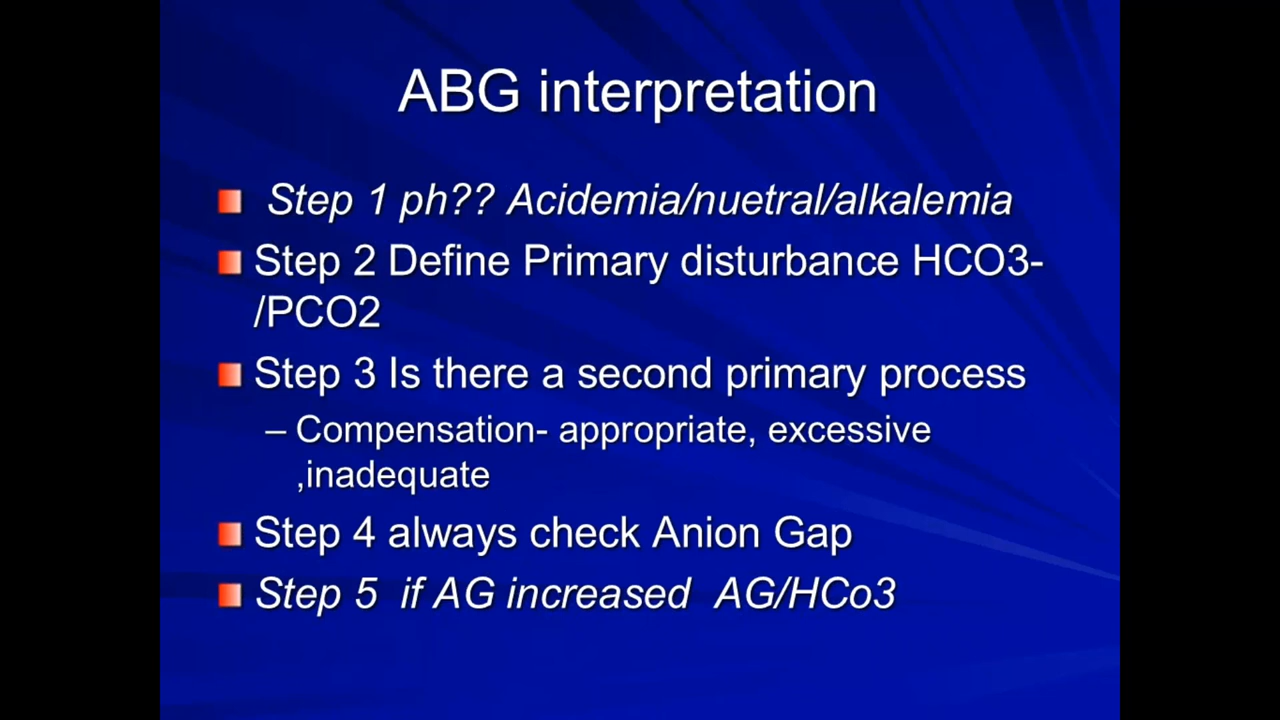 ABG interpretation
Step 1 ph?? Acidemia/nuetral/alkalemia
Step 2 Define Primary disturbance HCO3-
/PCO2
Step 3 Is there a second primary process
– Compensation- appropriate, excessive
,inadequate
Step 4 always check Anion Gap
Step 5 if AG increased AG/HCo3